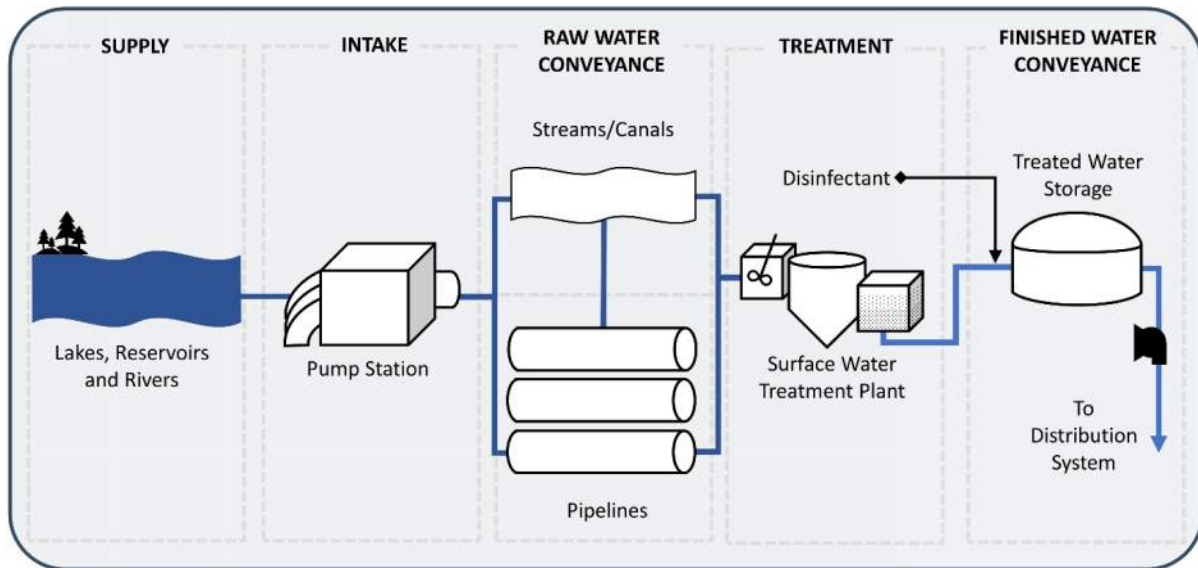 SUPPLY
INTAKE
RAW WATER
CONVEYANCE
TREATMENT
FINISHED WATER
CONVEYANCE
Streams/Canals
Disinfectant
Treated Water
Storage
Lakes, Reservoirs
and Rivers
Pump Station
Surface Water
Treatment Plant
To
Distribution
System
Pipelines